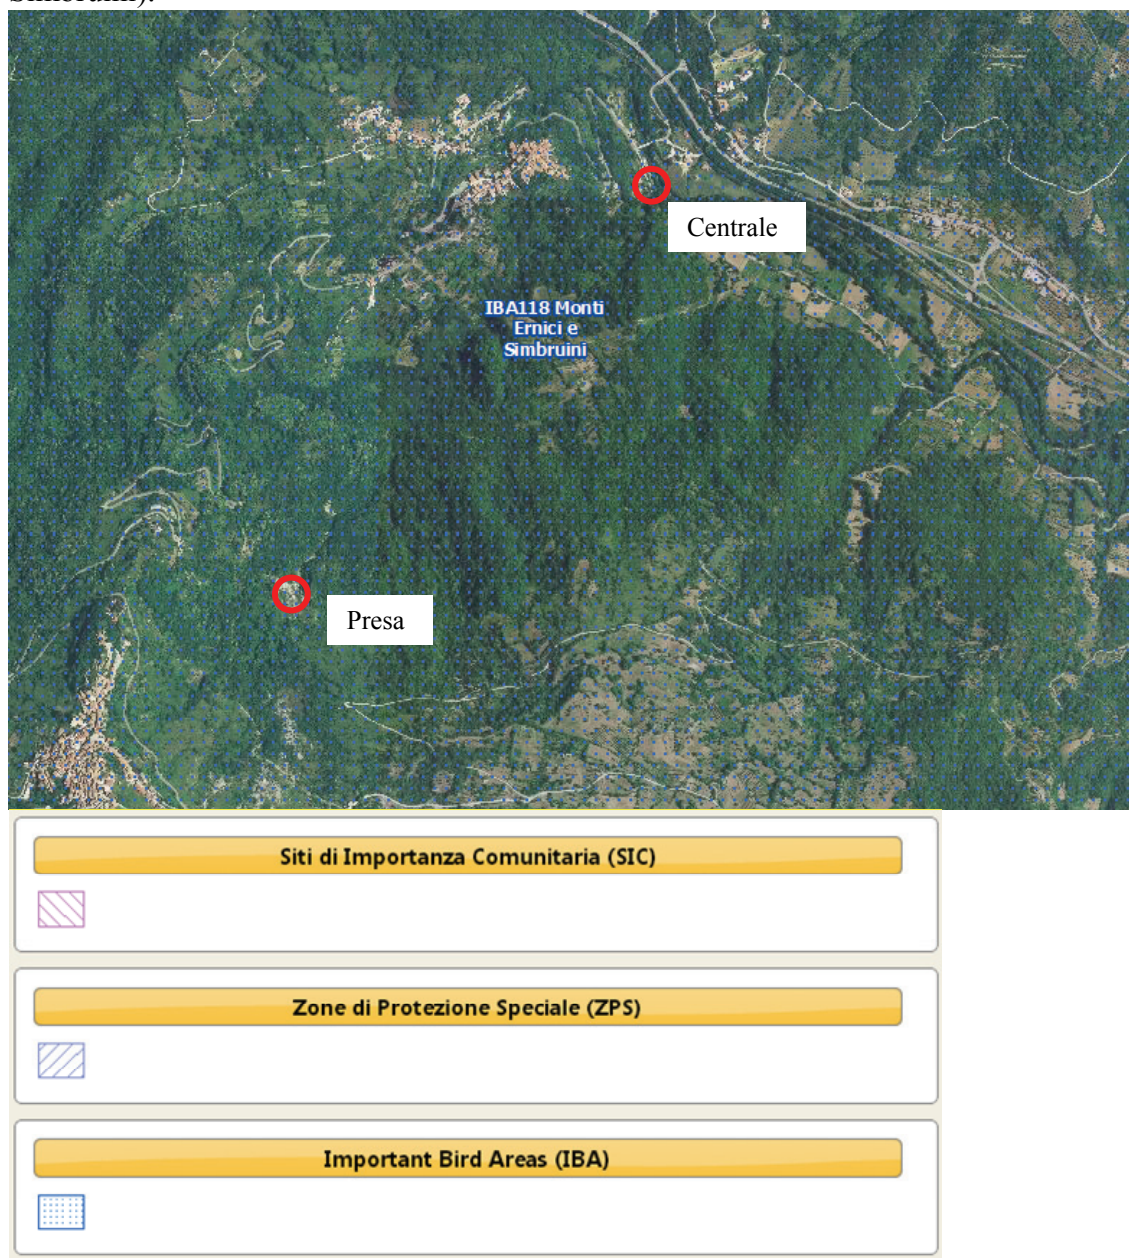 Simbruini).
Centrale
IBA118 Monti
Ernici e
Simbruini
Presa
Siti di Importanza Comunitaria (SIC)
Zone di Protezione Speciale (ZPS)
Important Bird Areas (IBA)